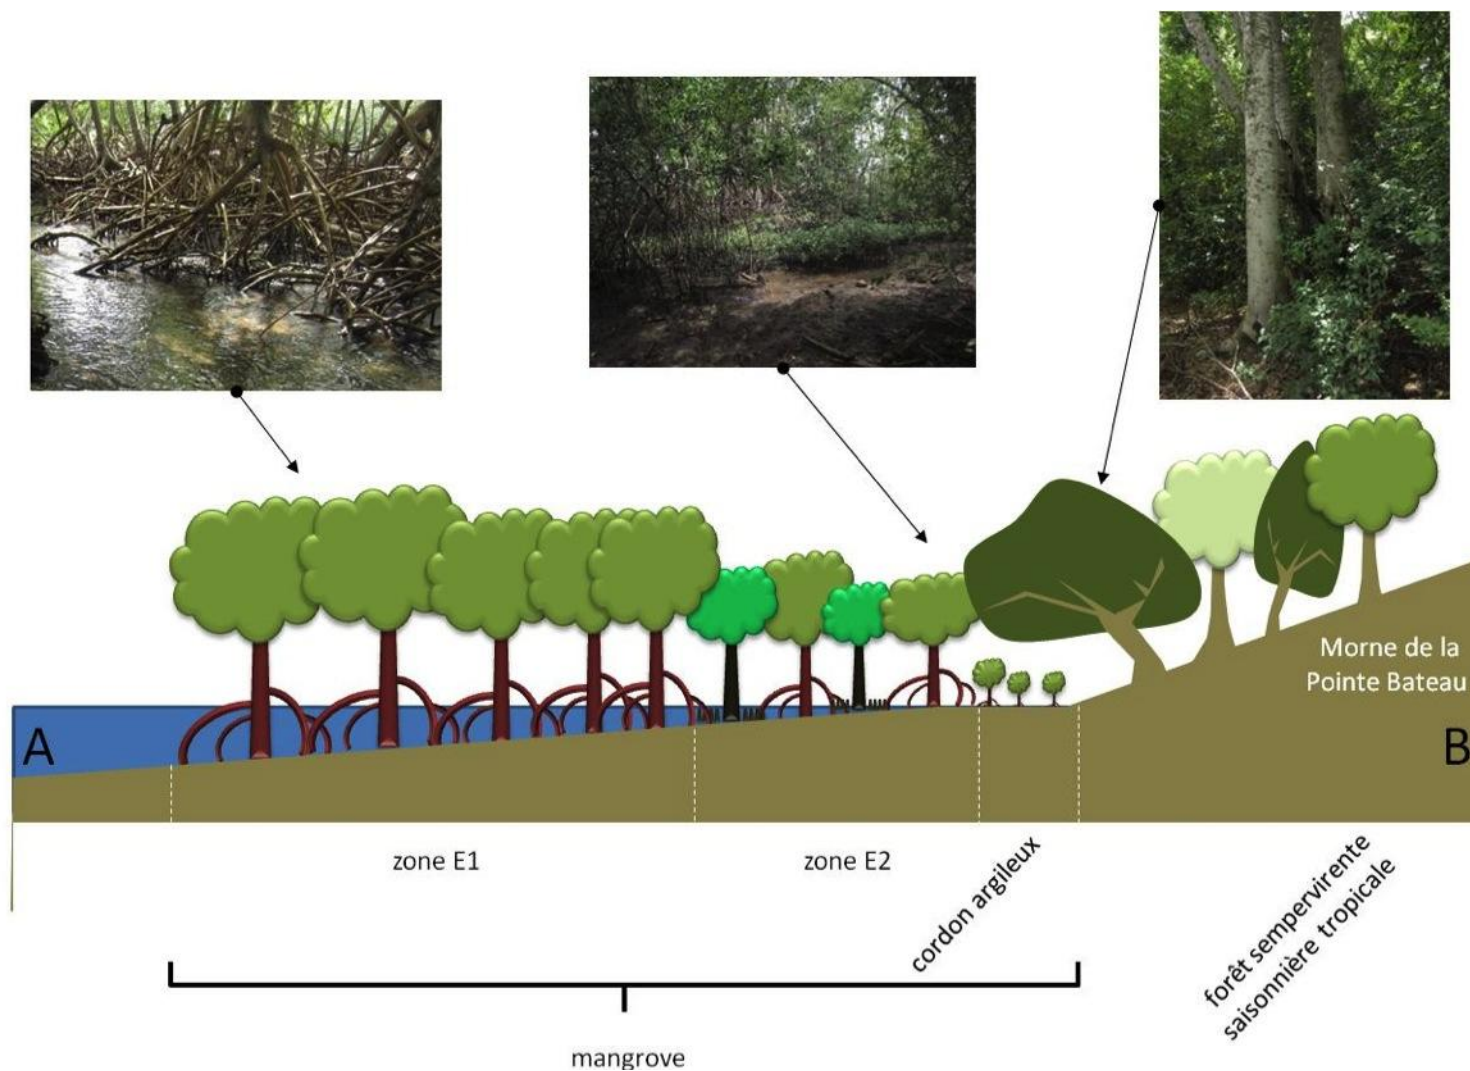 Morne de la
Pointe Bateau
A
B
zone E1
zone E2
cordon argileux
forêt sempervirente
saisonnière tropicale
mangrove